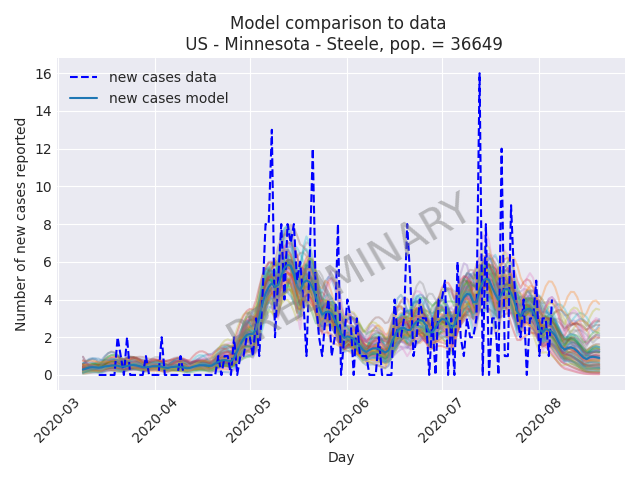 Model comparison to data
US - Minnesota - Steele, pop. = 36649
new cases data
new cases model
PRELIMINARY
Number of new cases reported
16
14
12
10
8
6
4
2
0
2020-03
2020-04
2020-05
2020-06
2020-07
2020-08
Day